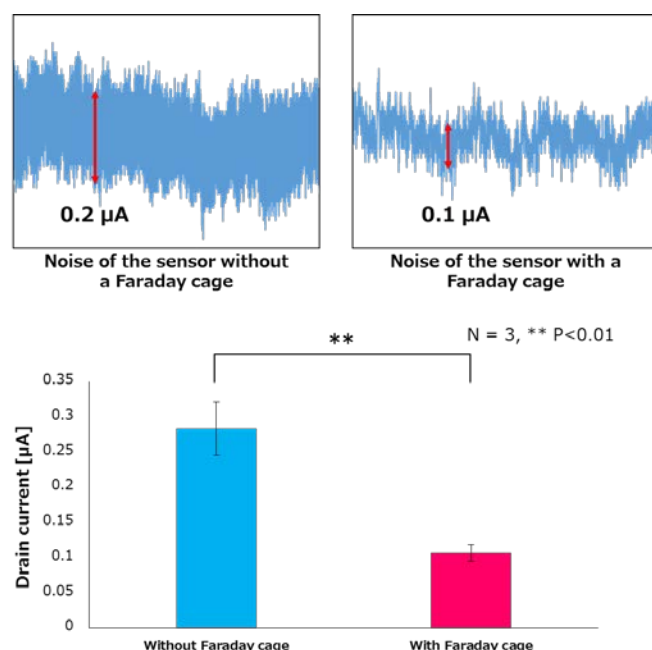 0.2 µA
0.1 µA
Noise of the sensor without
a Faraday cage
Noise of the sensor with a
Faraday cage
N = 3, ** P<0.01
**
0.35
0.3
0.25
0.2
0.15
0.1
0.05
0
Drain current [µA]
Without Faraday cage
With Faraday cage